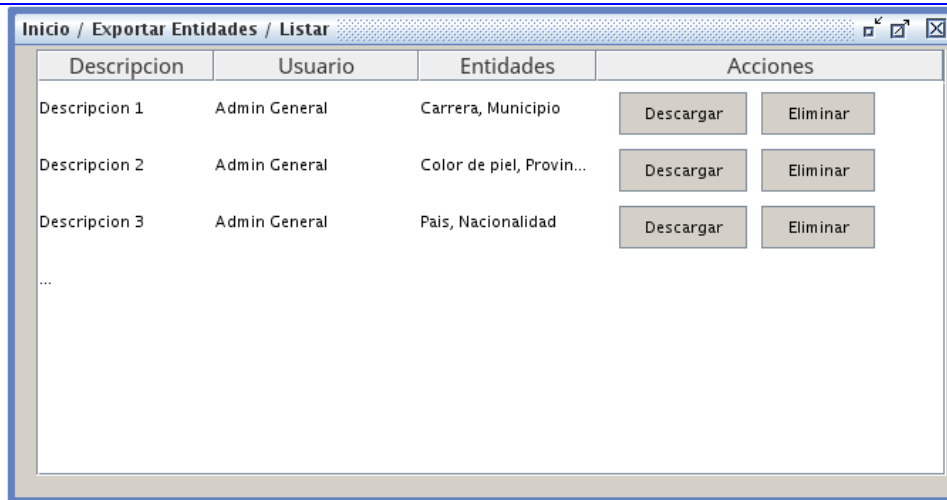 Inicio / Exportar Entidades / Listar
Descripcion Usuario Entidades Acciones
Descripcion 1 Admin General Carrera, Municipio Descargar Eliminar
Descripcion 2 Admin General Color de piel, Provin... Descargar Eliminar
Descripcion 3 Admin General Pais, Nacionalidad Descargar Eliminar
...